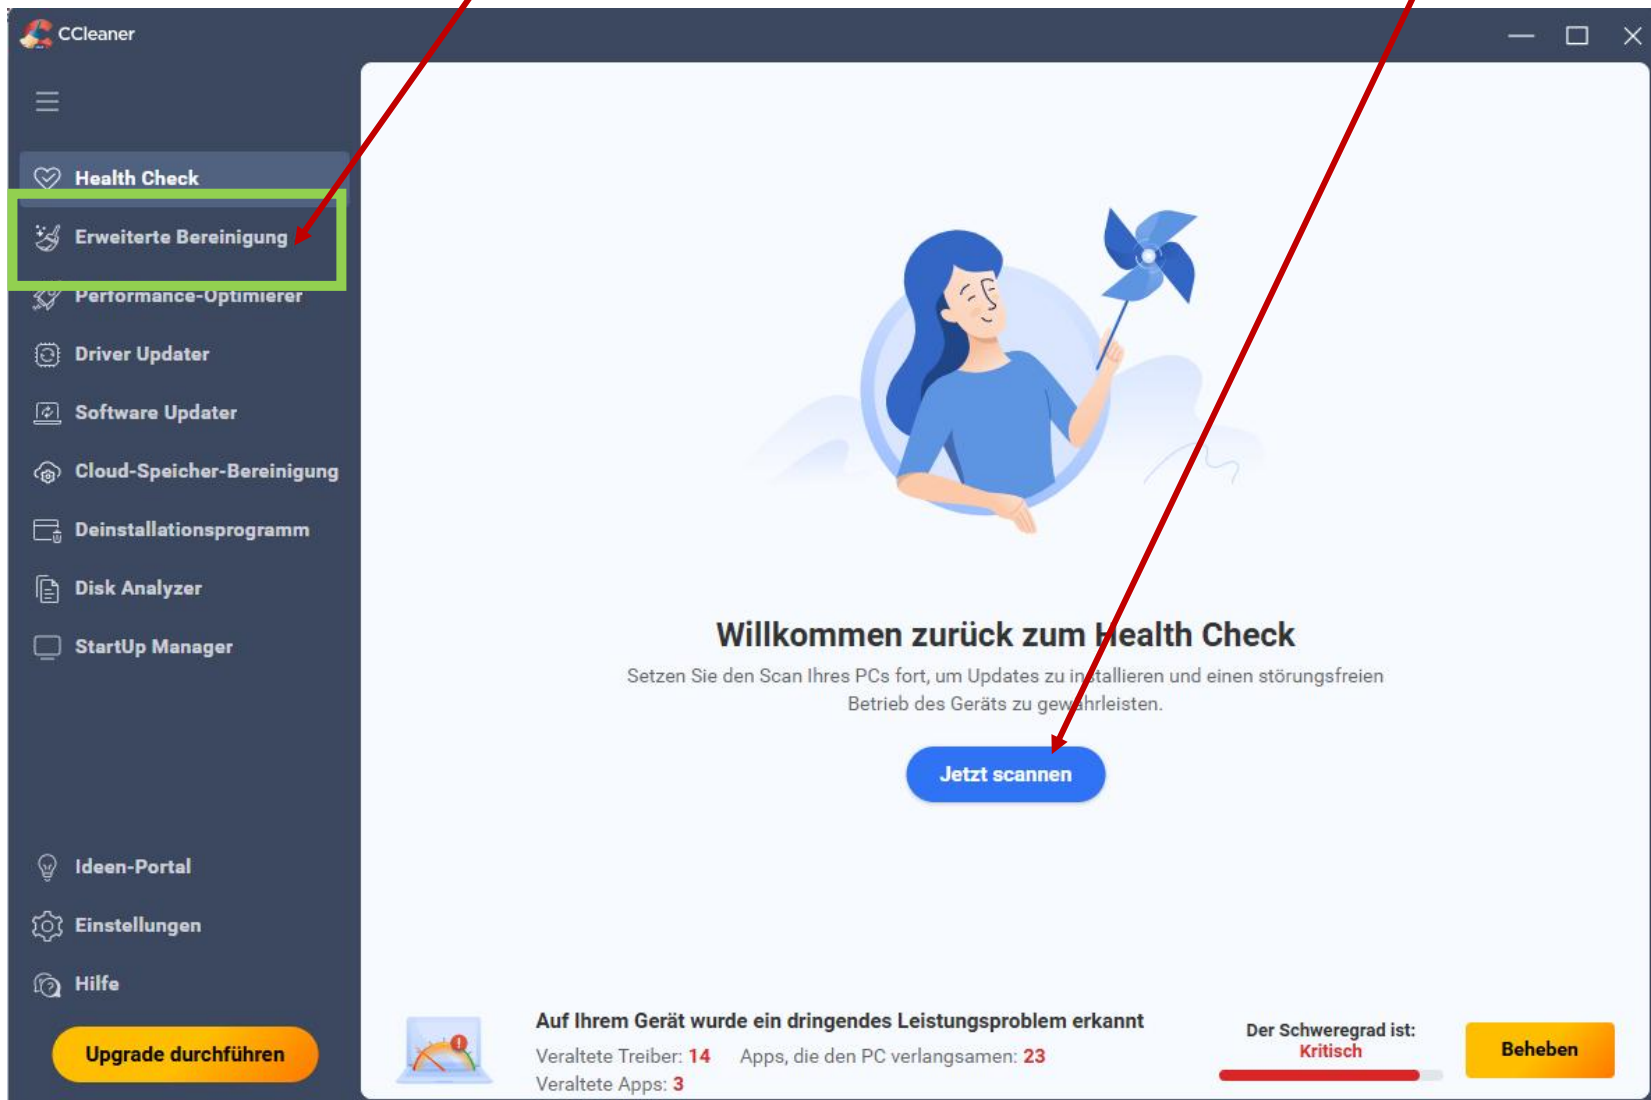 CCleaner
Health Check
Erweiterte Bereinigung
Performance-Optimierer
Driver Updater
Software Updater
Cloud-Speicher-Bereinigung
Deinstallationsprogramm
Disk Analyzer
StartUp Manager
Ideen-Portal
Einstellungen
Hilfe
Upgrade durchführen
Willkommen zurück zum Health Check
Setzen Sie den Scan Ihres PCs fort, um Updates zu installieren und einen störungsfreien
Betrieb des Geräts zu gewährleisten.
Jetzt scannen
Auf Ihrem Gerät wurde ein dringendes Leistungsproblem erkannt
Veraltete Treiber: 14 Apps, die den PC verlangsamen: 23
Veraltete Apps: 3
Der Schweregrad ist:
Kritisch
Beheben